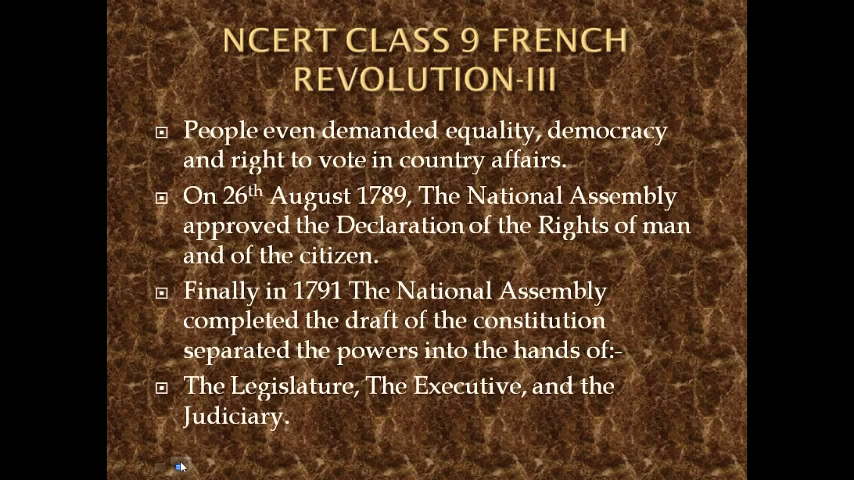 NCERT CLASS 9 FRENCH
REVOLUTION-III
People even demanded equality, democracy
and right to vote in country affairs.
On 26th August 1789, The National Assembly
approved the Declaration of the Rights of man
and of the citizen.
Finally in 1791 The National Assembly
completed the draft of the constitution
separated the powers into the hands of:-
The Legislature, The Executive, and the
Judiciary.